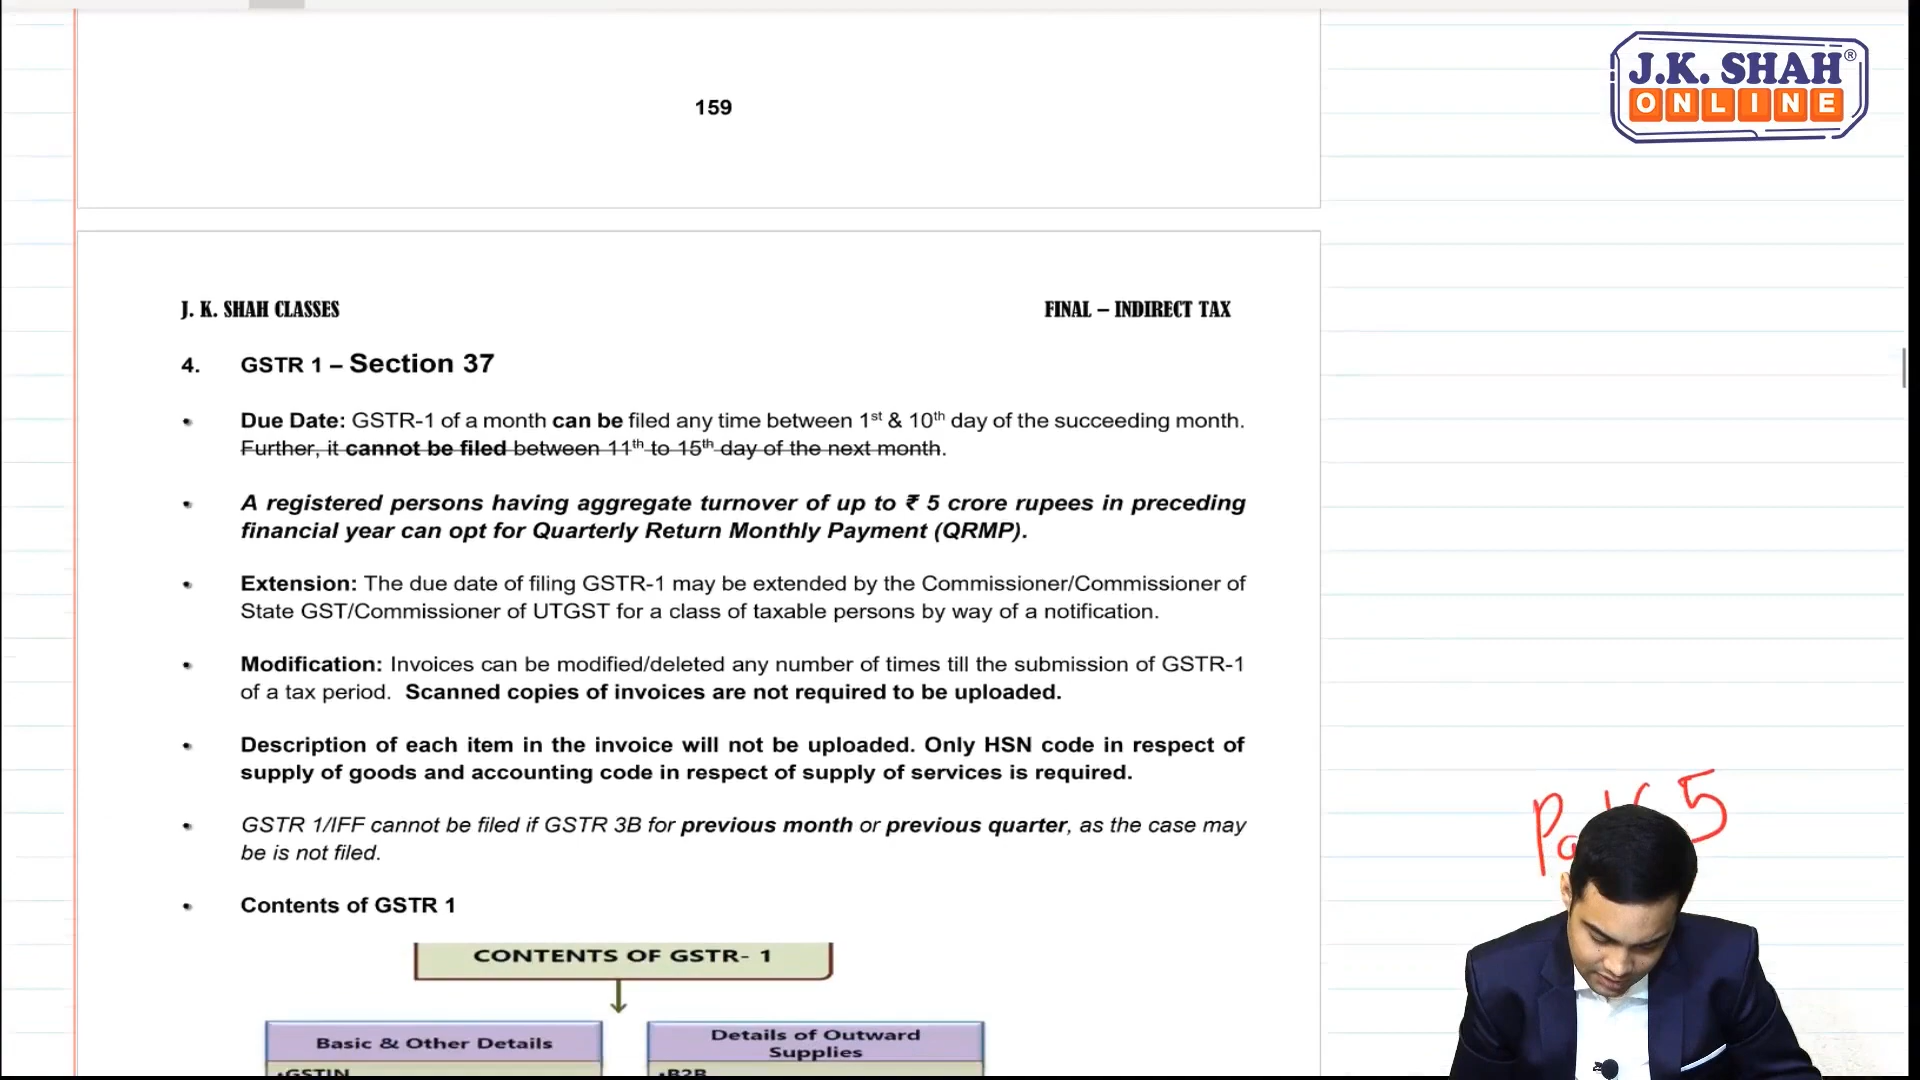 J.K. SHAH®
ONLINE
159
J. K. SHAH CLASSES FINAL – INDIRECT TAX
4. GSTR 1 – Section 37
• Due Date: GSTR-1 of a month can be filed any time between 1st & 10th day of the succeeding month.
Further, it cannot be filed between 11th to 15th day of the next month.
• A registered persons having aggregate turnover of up to ₹ 5 crore rupees in preceding
financial year can opt for Quarterly Return Monthly Payment (QRMP).
• Extension: The due date of filing GSTR-1 may be extended by the Commissioner/Commissioner of
State GST/Commissioner of UTGST for a class of taxable persons by way of a notification.
• Modification: Invoices can be modified/deleted any number of times till the submission of GSTR-1
of a tax period. Scanned copies of invoices are not required to be uploaded.
• Description of each item in the invoice will not be uploaded. Only HSN code in respect of
supply of goods and accounting code in respect of supply of services is required.
• GSTR 1/IFF cannot be filed if GSTR 3B for previous month or previous quarter, as the case may
be is not filed.
• Contents of GSTR 1
CONTENTS OF GSTR- 1
Basic & Other Details
Details of Outward
Supplies
•GSTIN
•B2B
5